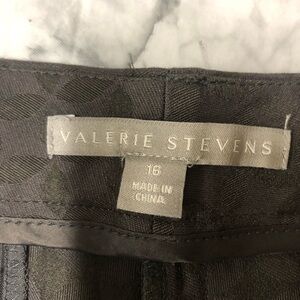 VALERIE STEVENS
16
MADE IN
CHINA